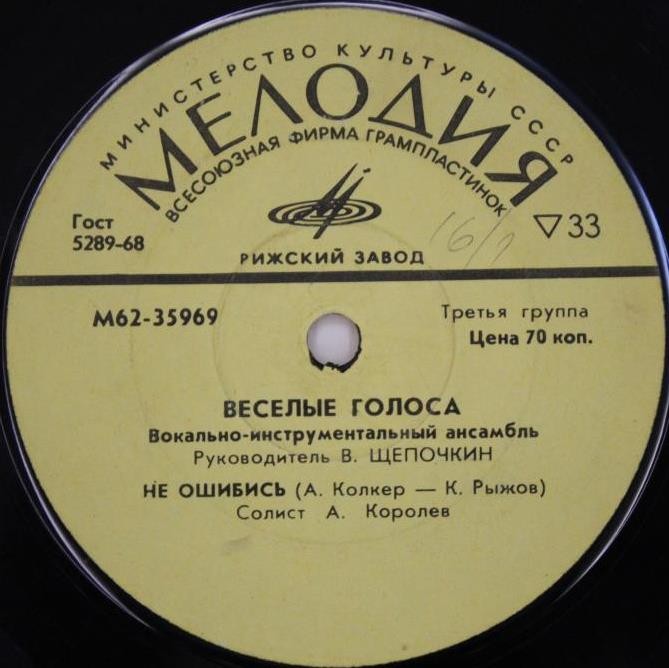 МИНИСТЕРСТВО КУЛЬТУРЫ СССР
МЕЛОДИЯ
ВСЕСОЮЗНАЯ ФИРМА ГРАМПЛАСТИНОК
Гост
5289-68
16/
▽33
РИЖСКИЙ ЗАВОД
М62-35969
Третья группа
Цена 70 коп.
ВЕСЕЛЫЕ ГОЛОСА
Вокально-инструментальный ансамбль
Руководитель В. ЩЕПОЧКИН
НЕ ОШИБИСЬ (А. Колкер — К. Рыжов)
Солист А. Королев